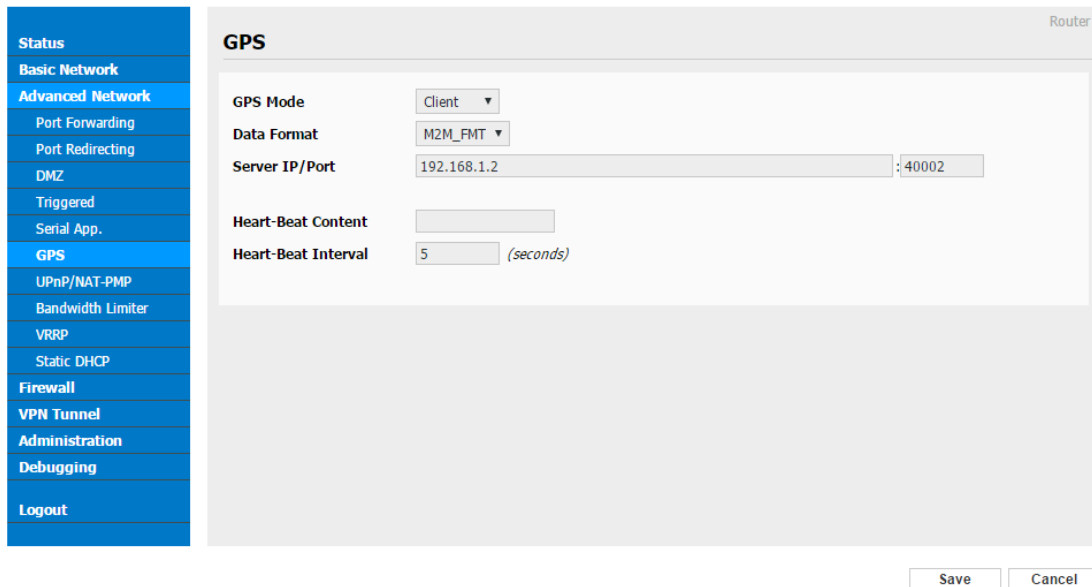 Router
Status
Basic Network
Advanced Network
Port Forwarding
Port Redirecting
DMZ
Triggered
Serial App.
GPS
UPnP/NAT-PMP
Bandwidth Limiter
VRRP
Static DHCP
Firewall
VPN Tunnel
Administration
Debugging
Logout
GPS
GPS Mode Client ▼
Data Format M2M_FMT ▼
Server IP/Port 192.168.1.2 : 40002
Heart-Beat Content
Heart-Beat Interval 5 (seconds)
Save Cancel